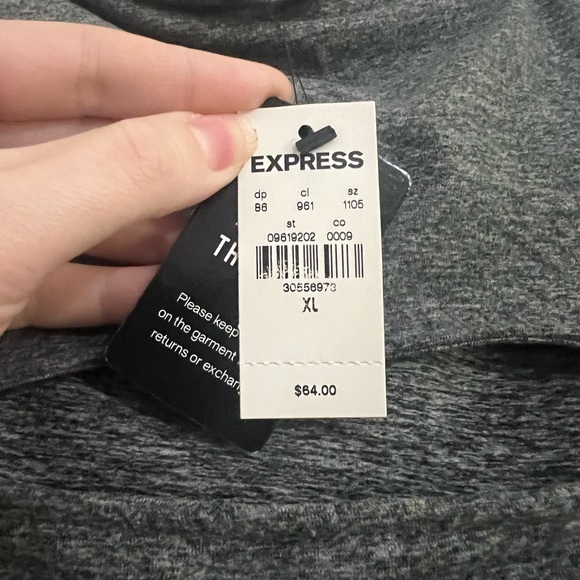 EXPRESS
dp cl sz
86 961 1105
st co
09619202 0009
30556973
XL
$64.00
Th
Please keep
on the garment
returns or exchan